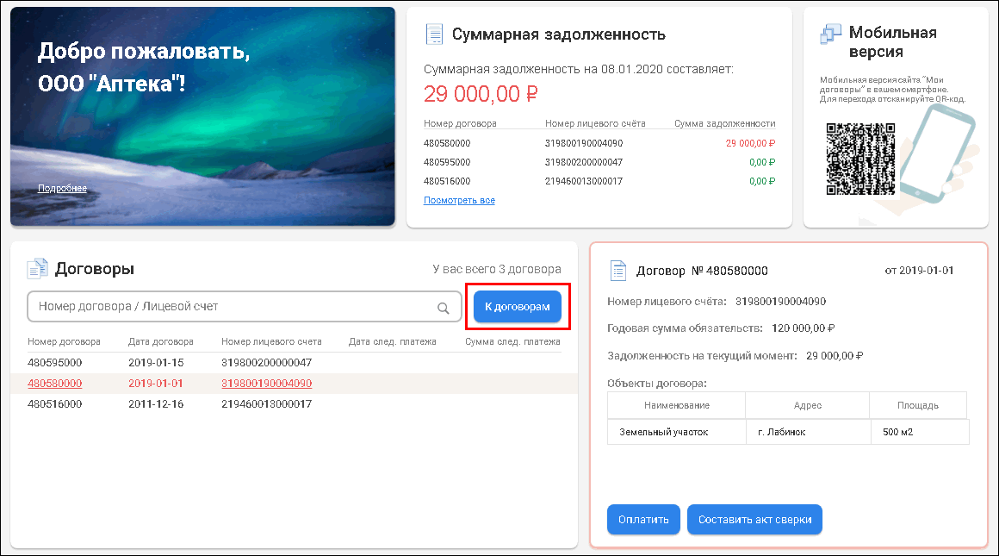 Добро пожаловать,
ООО "Аптека"!
Подробнее
Суммарная задолженность
Суммарная задолженность на 08.01.2020 составляет:
29 000,00 ₽
Номер договора Номер лицевого счёта Сумма задолженности
480580000 319800190004090 29 000,00 ₽
480595000 319800200000047 0,00 ₽
480516000 219460013000017 0,00 ₽
Посмотреть все
Мобильная
версия
Мобильная версия сайта "Мои
договоры" в вашем смартфоне.
Для перехода отсканируйте QR-код.
Договоры У вас всего 3 договора
Номер договора / Лицевой счет К договорам
Номер договора Дата договора Номер лицевого счета Дата след. платежа Сумма след. платежа
480595000 2019-01-15 319800200000047
480580000 2019-01-01 319800190004090
480516000 2011-12-16 219460013000017
Договор № 480580000 от 2019-01-01
Номер лицевого счёта: 319800190004090
Годовая сумма обязательств: 120 000,00 ₽
Задолженность на текущий момент: 29 000,00 ₽
Объекты договора:
Наименование Адрес Площадь
Земельный участок г. Лабинск 500 м2
Оплатить Составить акт сверки